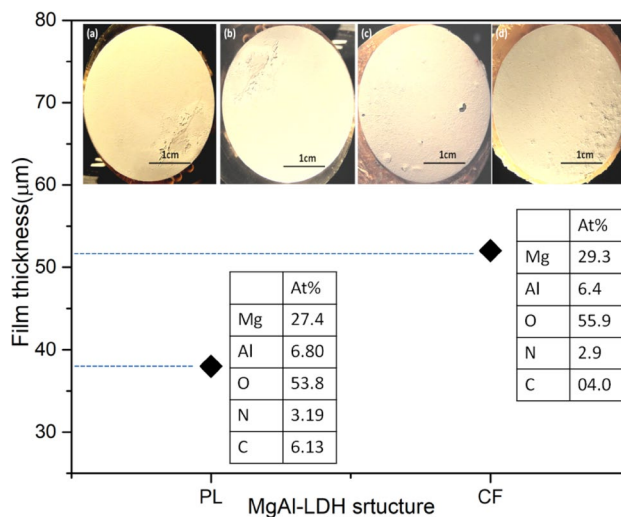 (a) (b) (c) (d)
1cm 1cm 1cm 1cm
80
70
60
50
40
30
Film thickness(μm)
At%
Mg 27.4
Al 6.80
O 53.8
N 3.19
C 6.13
At%
Mg 29.3
Al 6.4
O 55.9
N 2.9
C 04.0
PL CF
MgAl-LDH srtucture